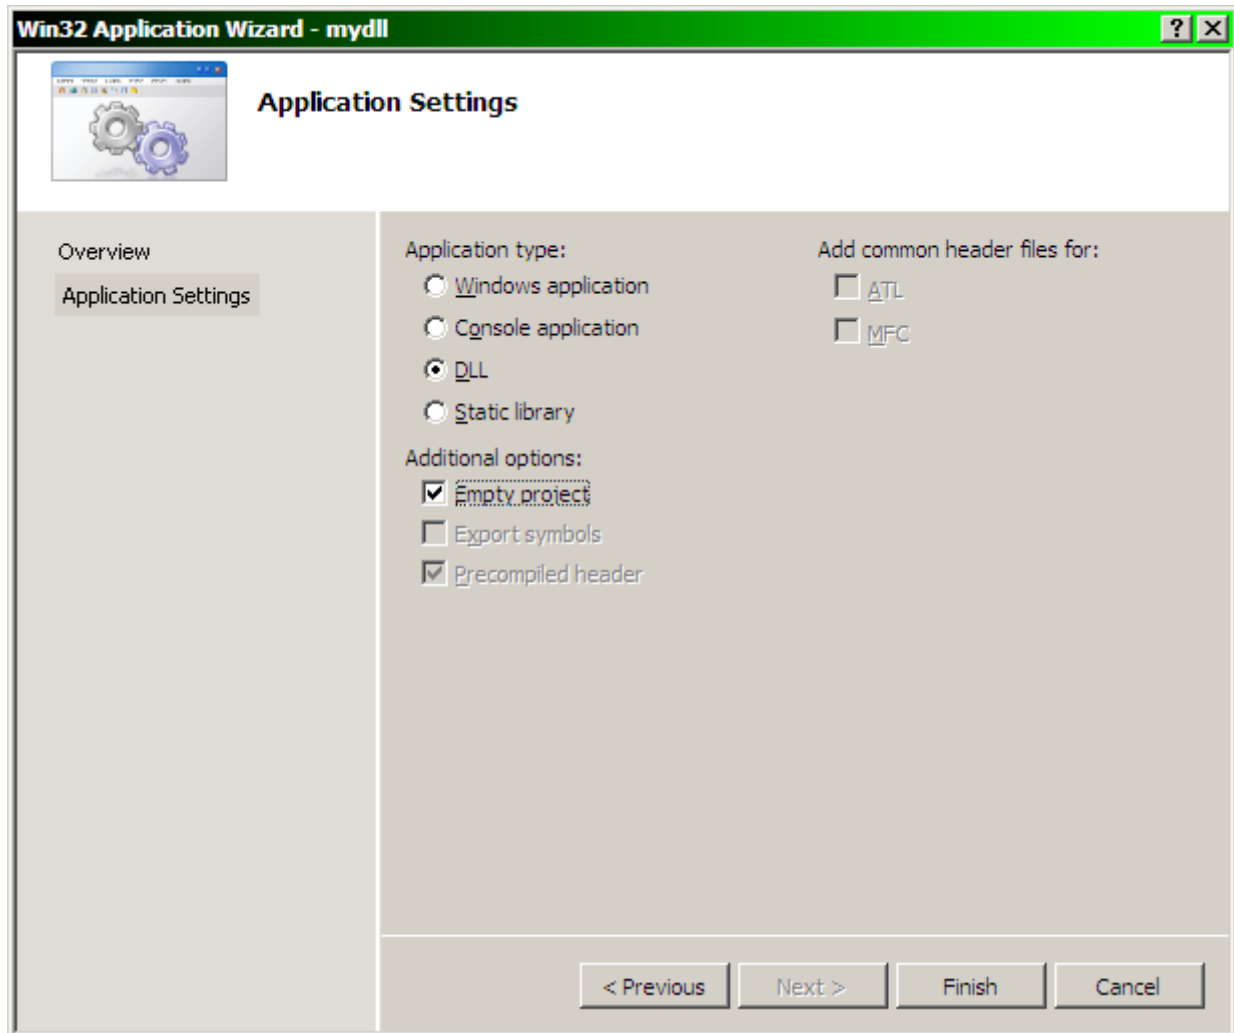 Win32 Application Wizard - mydll
Application Settings
Overview
Application Settings
Application type:
Windows application
Console application
DLL
Static library
Additional options:
Empty project
Export symbols
Precompiled header
Add common header files for:
ATL
MFC
< Previous
Next >
Finish
Cancel